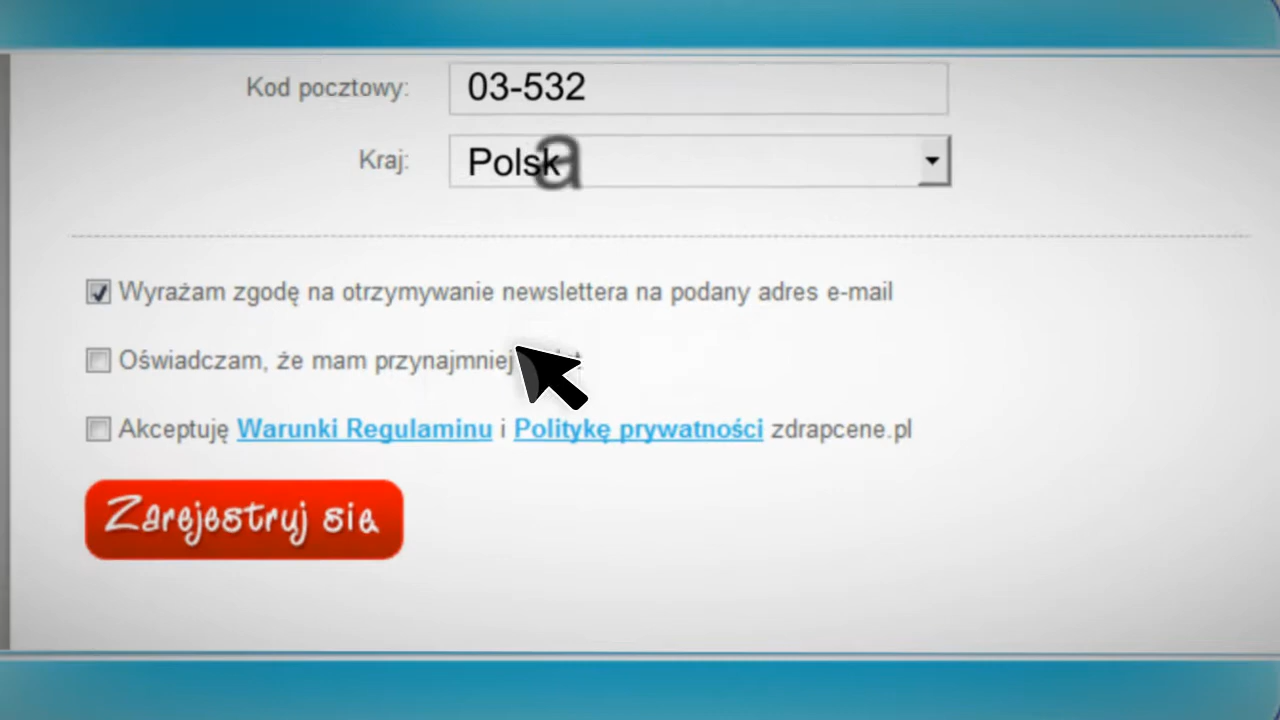 Kod pocztowy: 03-532
Kraj: Polska
Wyrażam zgodę na otrzymywanie newslettera na podany adres e-mail
Oświadczam, że mam przynajmniej
Akceptuję Warunki Regulaminu i Politykę prywatności zdrapcene.pl
Zarejestruj się